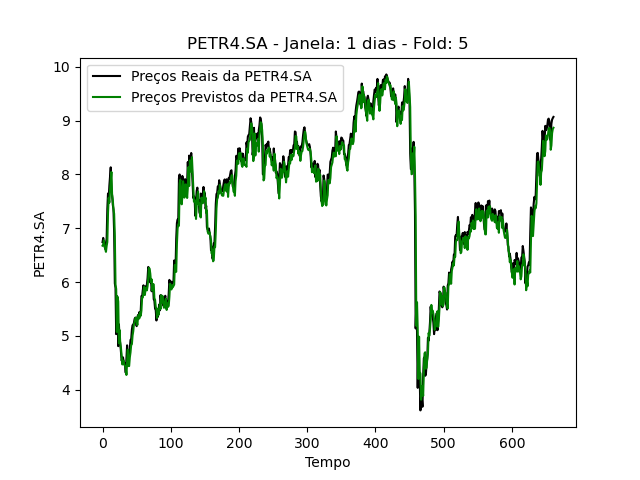 PETR4.SA - Janela: 1 dias - Fold: 5
Preços Reais da PETR4.SA
Preços Previstos da PETR4.SA
PETR4.SA
10
9
8
7
6
5
4
0 100 200 300 400 500 600
Tempo